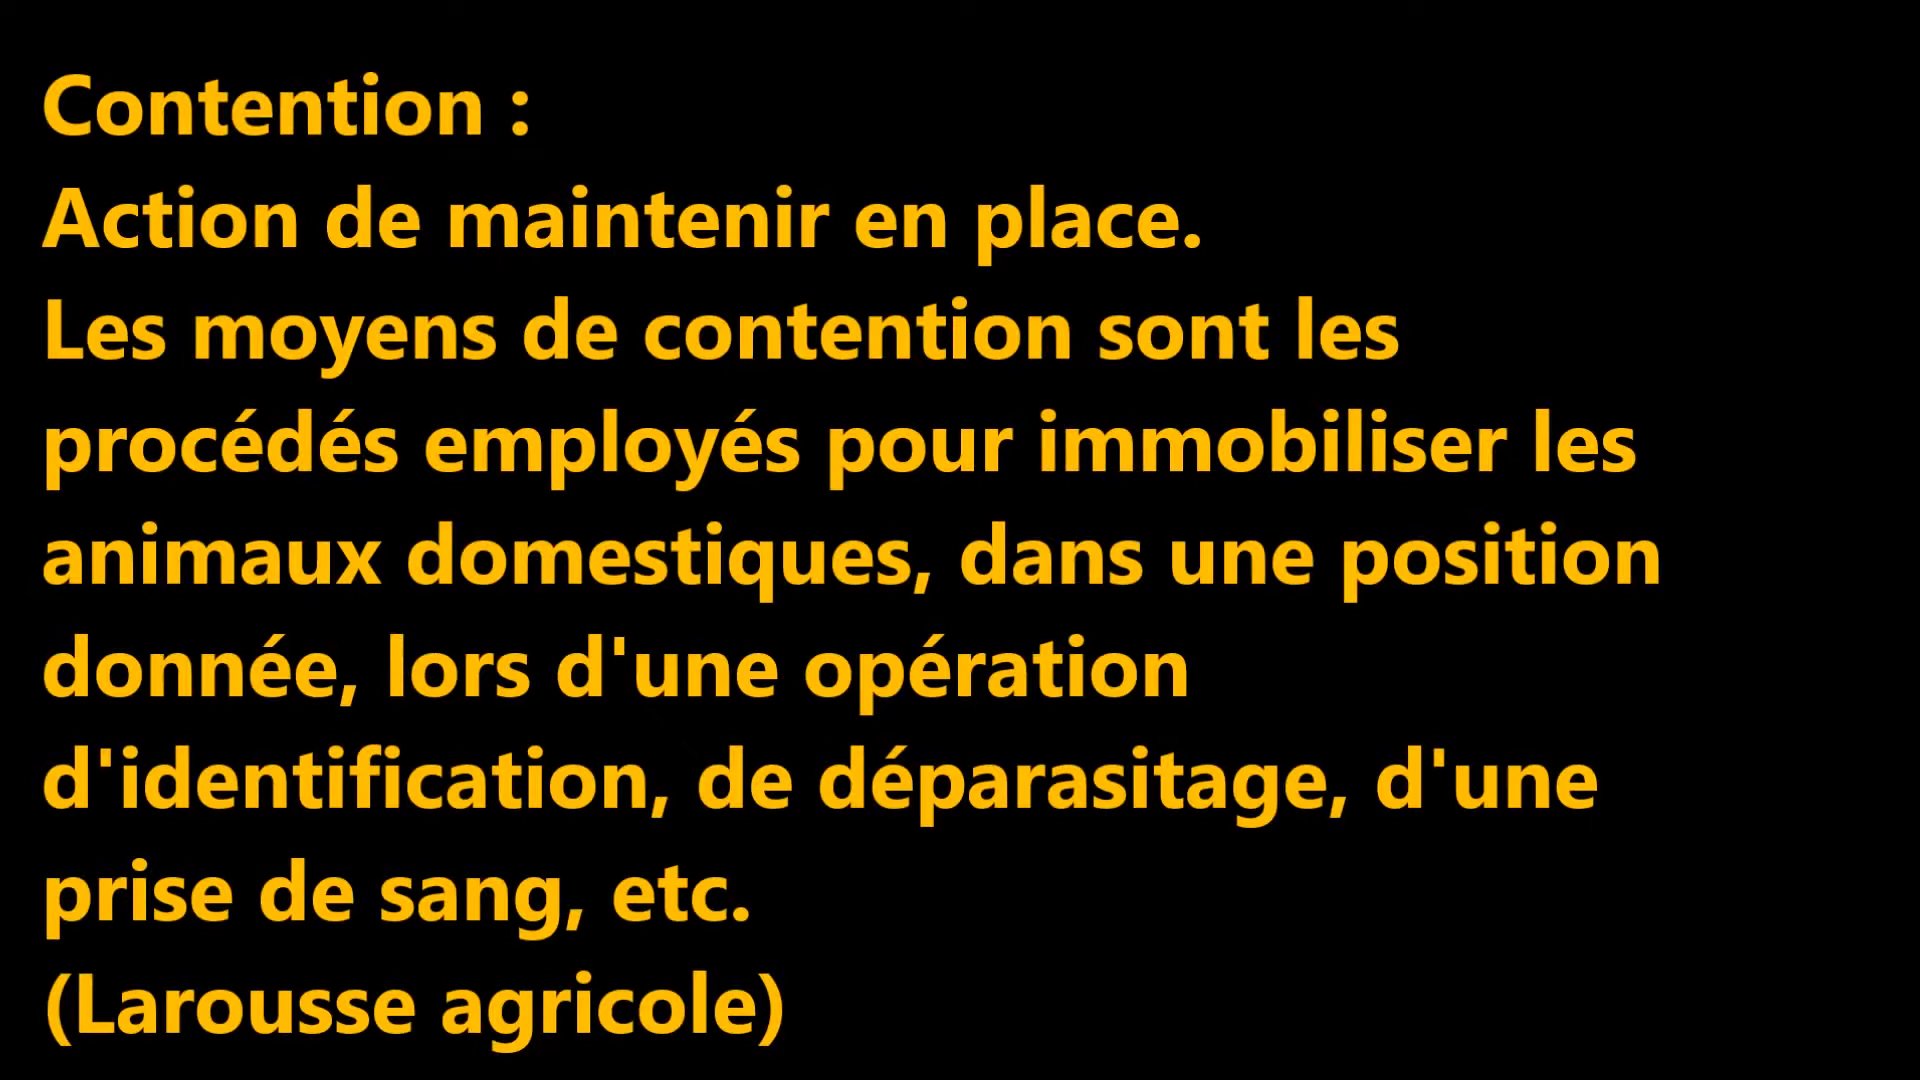 Contention :
Action de maintenir en place.
Les moyens de contention sont les
procédés employés pour immobiliser les
animaux domestiques, dans une position
donnée, lors d'une opération
d'identification, de déparasitage, d'une
prise de sang, etc.
(Larousse agricole)